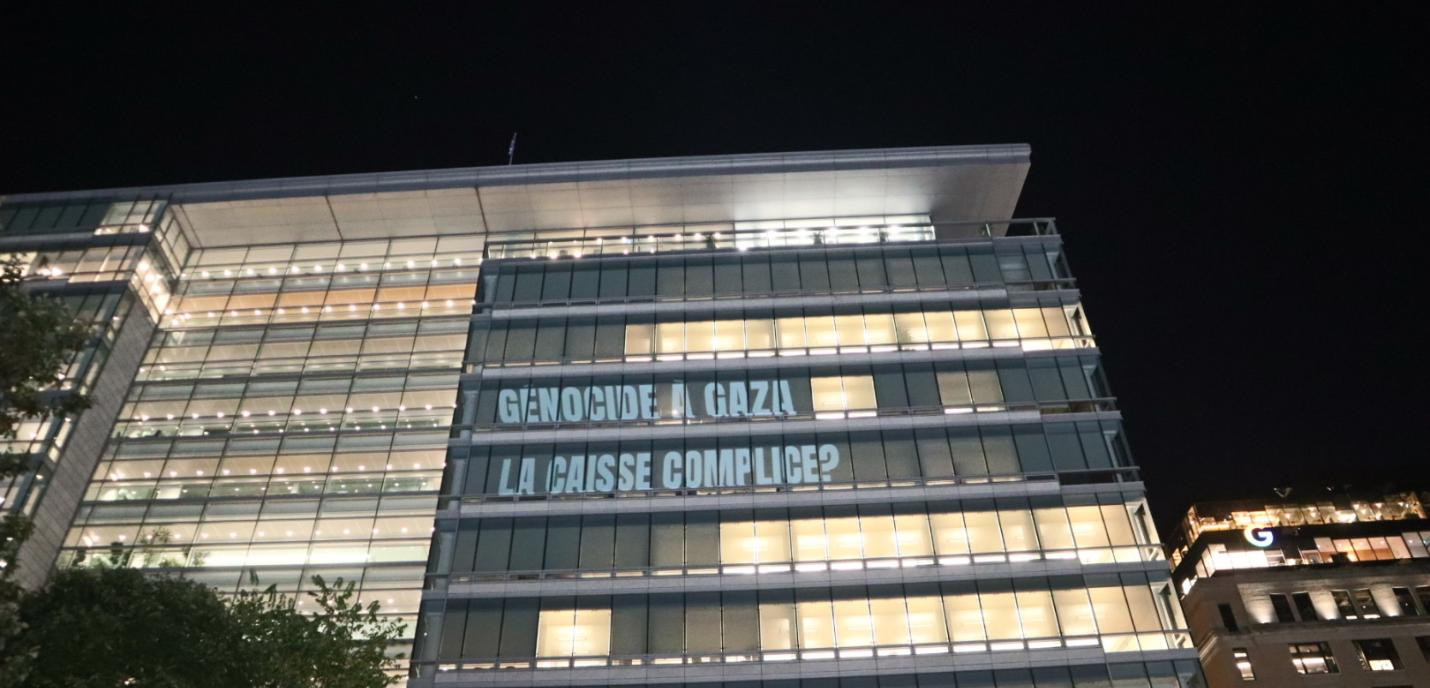 GÉNOCIDE À GAZA
LA CAISSE COMPLICE?
G